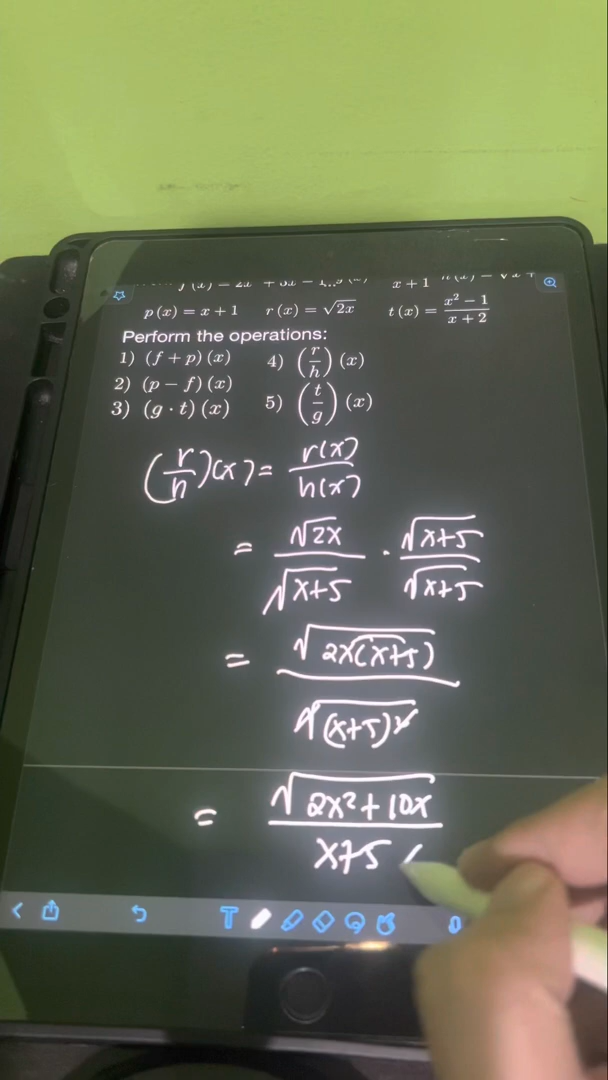 x + 1
p(x) = x + 1 r(x) = √2x t(x) = (x² − 1)/(x + 2)
Perform the operations:
1) (f + p)(x) 4) (r/h)(x)
2) (p − f)(x)
3) (g · t)(x) 5) (t/g)(x)
(r/h)(x) = r(x)/h(x)
= √2x/√x+5 · √x+5/√x+5
= √2x(x+5)/√(x+5)²
= √2x²+10x/x+5
T